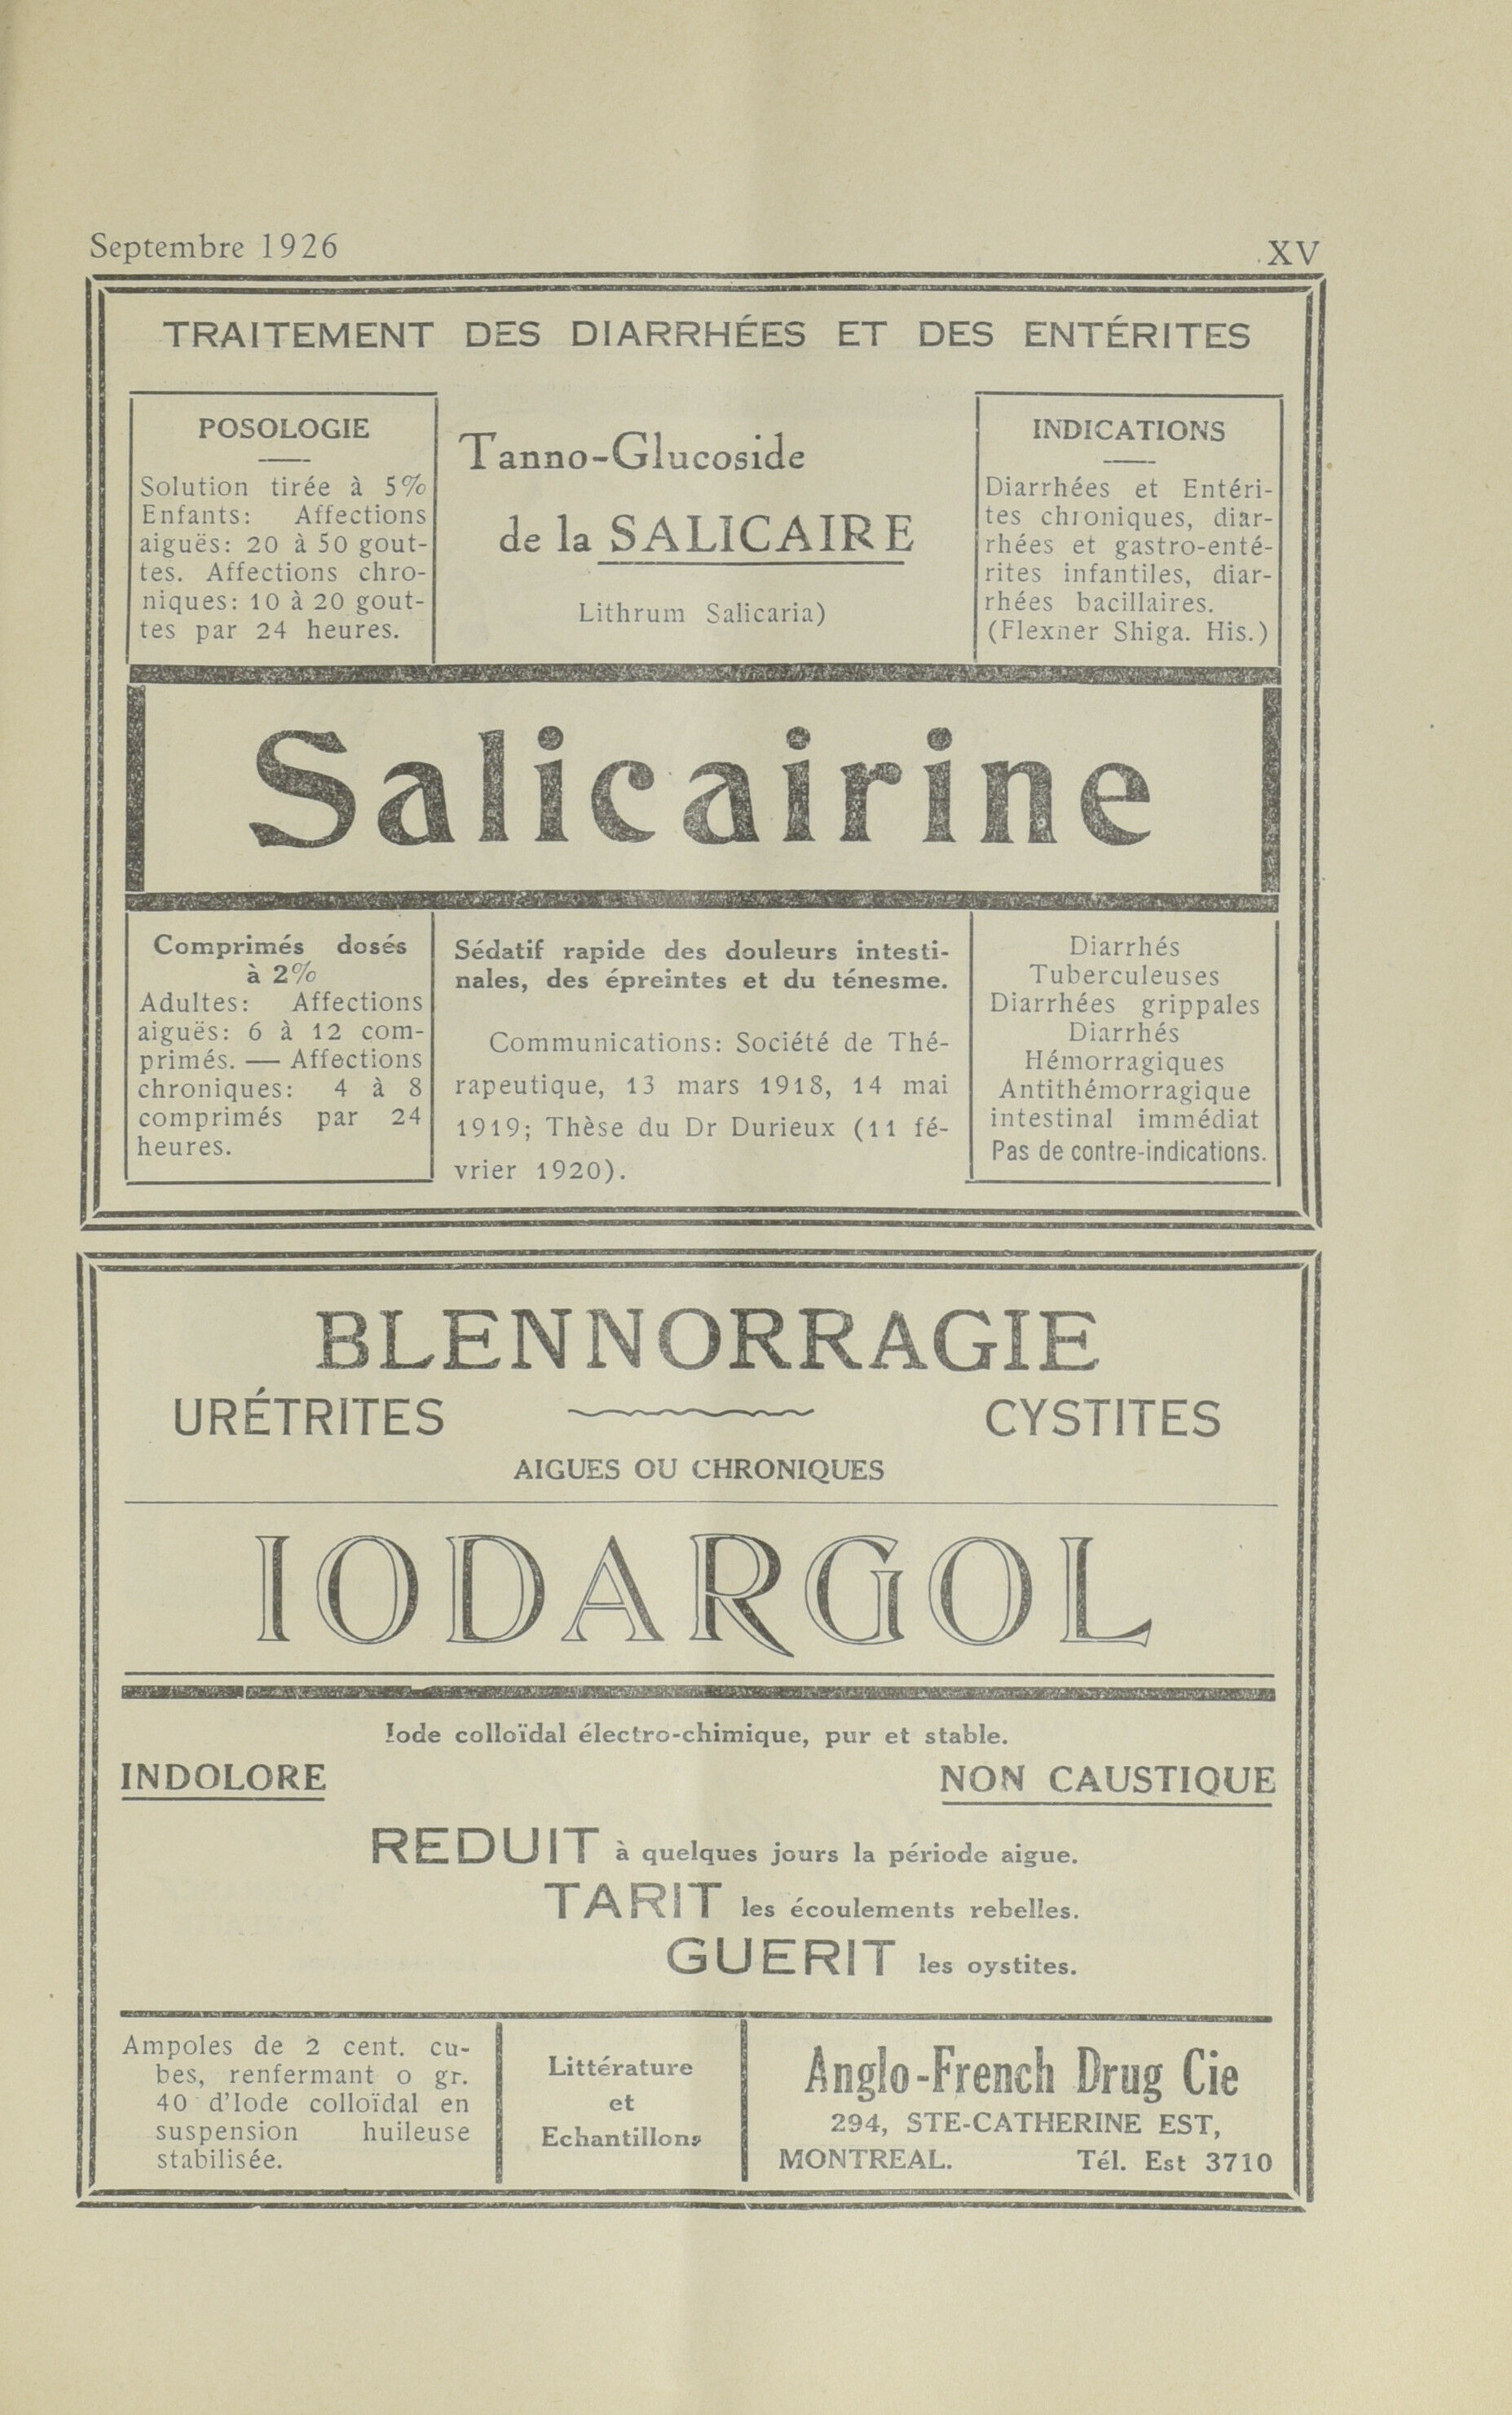 Septembre 1926
XV
TRAITEMENT DES DIARRHÉES ET DES ENTÉRITES
POSOLOGIE
Solution tirée à 5%
Enfants: Affections
aiguës: 20 à 50 gout-
tes. Affections chro-
niques: 10 à 20 gout-
tes par 24 heures.
Tanno-Glucoside
de la SALICAIRE
Lithrum Salicaria)
INDICATIONS
Diarrhées et Entéri-
tes chroniques, diar-
rhées et gastro-enté-
rites infantiles, diar-
rhées bacillaires.
(Flexner Shiga. His.)
Salicairine
Comprimés dosés
à 2%
Adultes: Affections
aiguës: 6 à 12 com-
primés. — Affections
chroniques: 4 à 8
comprimés par 24
heures.
Sédatif rapide des douleurs intesti-
nales, des épreintes et du ténesme.
Communications: Société de Thé-
rapeutique, 13 mars 1918, 14 mai
1919; Thèse du Dr Durieux (11 fé-
vrier 1920).
Diarrhés
Tuberculeuses
Diarrhées grippales
Diarrhés
Hémorragiques
Antithémorragique
intestinal immédiat
Pas de contre-indications.
BLENNORRAGIE
URÉTRITES
CYSTITES
AIGUES OU CHRONIQUES
IODARGOL
Iode colloïdal électro-chimique, pur et stable.
INDOLORE
NON CAUSTIQUE
REDUIT à quelques jours la période aigue.
TARIT les écoulements rebelles.
GUERIT les oystites.
Ampoles de 2 cent. cu-
bes, renfermant 0 gr.
40 d'Iode colloïdal en
suspension huileuse
stabilisée.
Littérature
et
Echantillons
Anglo-French Drug Cie
294, STE-CATHERINE EST,
MONTREAL. Tél. Est 3710